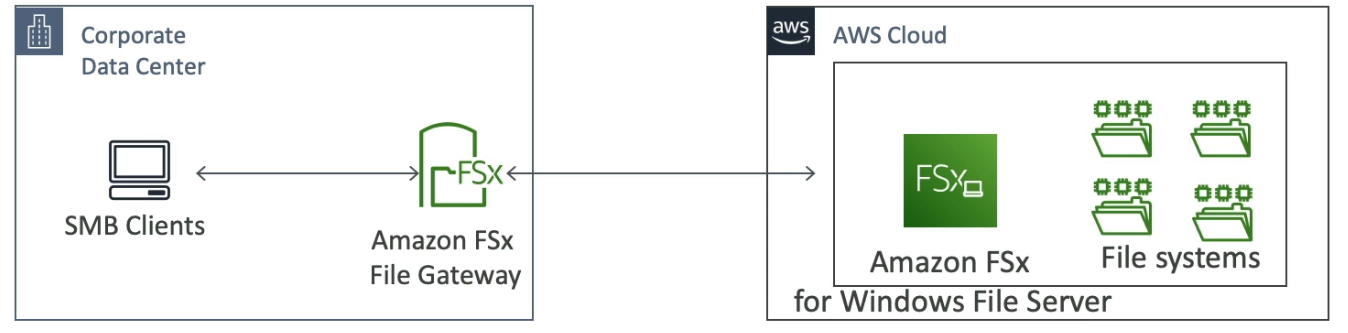 Corporate
Data Center
SMB Clients
FSx
Amazon FSx
File Gateway
aws
AWS Cloud
FSx
Amazon FSx
for Windows File Server
File systems